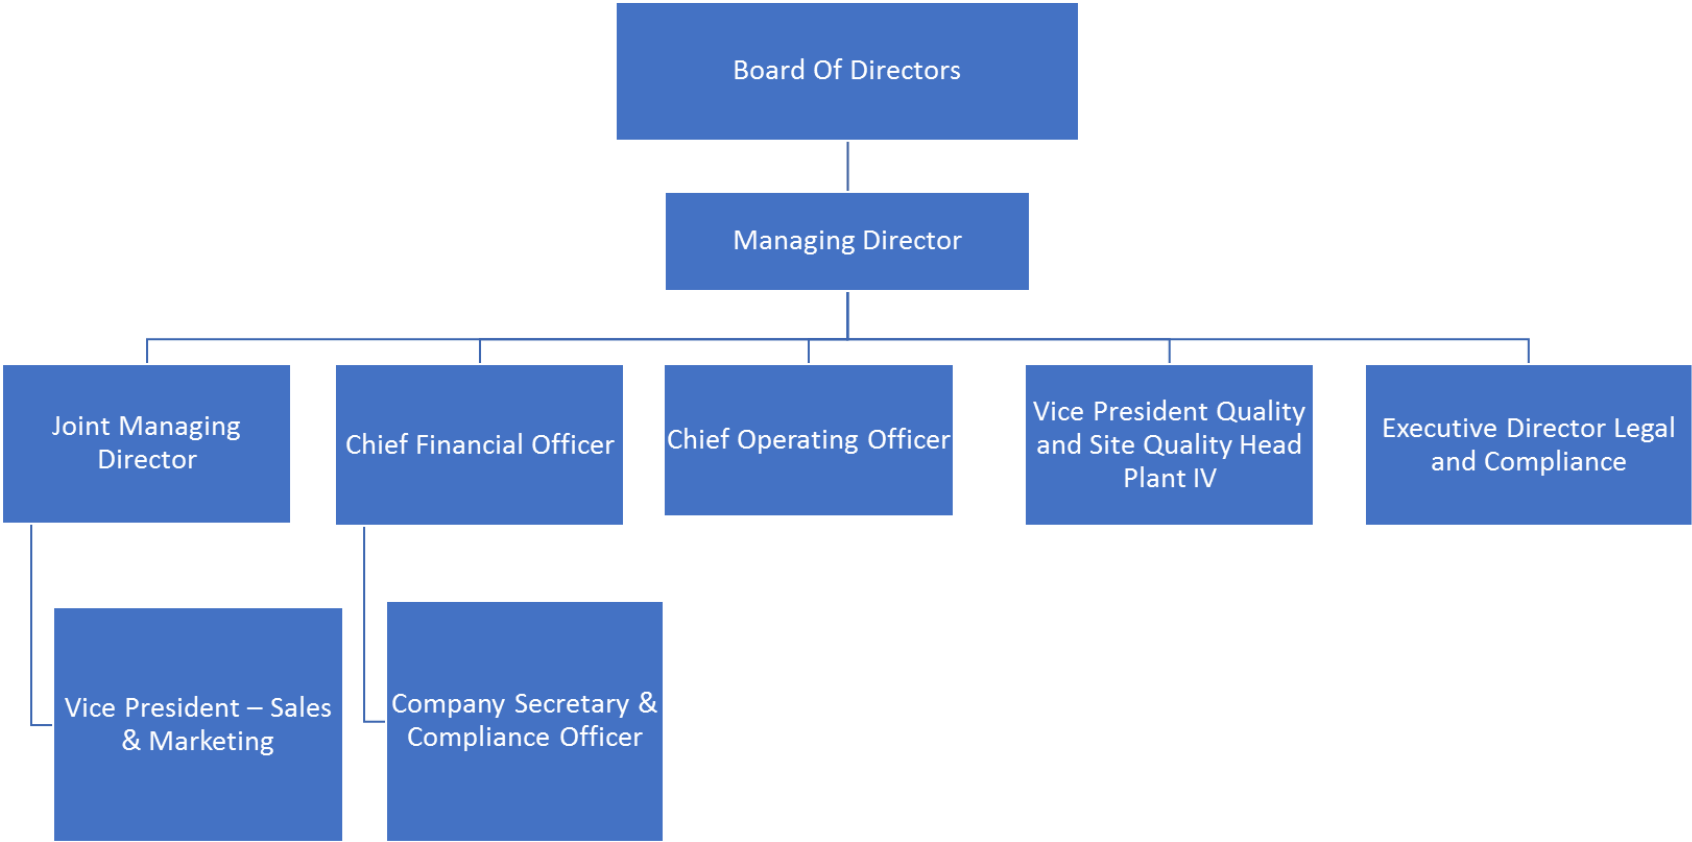 Board Of Directors
Managing Director
Joint Managing
Director
Chief Financial Officer
Chief Operating Officer
Vice President Quality
and Site Quality Head
Plant IV
Executive Director Legal
and Compliance
Vice President – Sales
& Marketing
Company Secretary &
Compliance Officer